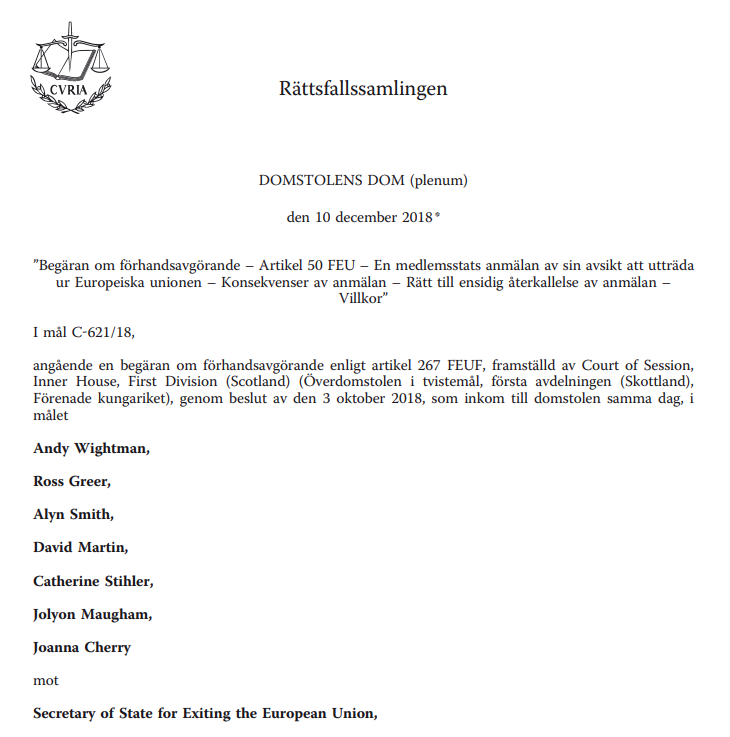 CVRIA
Rättsfallssamlingen
DOMSTOLENS DOM (plenum)
den 10 december 2018*
”Begäran om förhandsavgörande – Artikel 50 FEU – En medlemsstats anmälan av sin avsikt att utträda
ur Europeiska unionen – Konsekvenser av anmälan – Rätt till ensidig återkallelse av anmälan –
Villkor”
I mål C-621/18,
angående en begäran om förhandsavgörande enligt artikel 267 FEUF, framställd av Court of Session,
Inner House, First Division (Scotland) (Överdomstolen i tvistemål, första avdelningen (Skottland),
Förenade kungariket), genom beslut av den 3 oktober 2018, som inkom till domstolen samma dag, i
målet
Andy Wightman,
Ross Greer,
Alyn Smith,
David Martin,
Catherine Stihler,
Jolyon Maugham,
Joanna Cherry
mot
Secretary of State for Exiting the European Union,